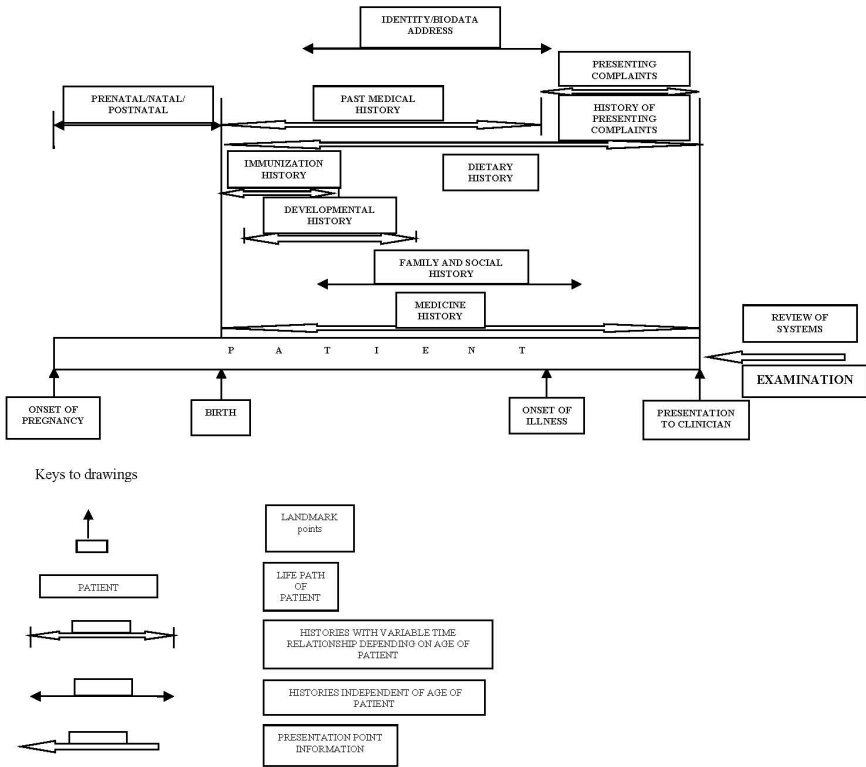 IDENTITY/BIODATA
ADDRESS
PRESENTING
COMPLAINTS
PRENATAL/NATAL/
POSTNATAL
PAST MEDICAL
HISTORY
HISTORY OF
PRESENTING
COMPLAINTS
IMMUNIZATION
HISTORY
DIETARY
HISTORY
DEVELOPMENTAL
HISTORY
FAMILY AND SOCIAL
HISTORY
MEDICINE
HISTORY
REVIEW OF
SYSTEMS
P A T I E N T
EXAMINATION
ONSET OF
PREGNANCY
BIRTH
ONSET OF
ILLNESS
PRESENTATION
TO CLINICIAN
Keys to drawings
LANDMARK
points
PATIENT
LIFE PATH
OF
PATIENT
HISTORIES WITH VARIABLE TIME
RELATIONSHIP DEPENDING ON AGE OF
PATIENT
HISTORIES INDEPENDENT OF AGE OF
PATIENT
PRESENTATION POINT
INFORMATION